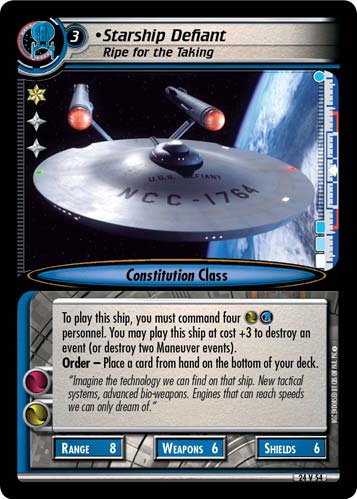 3
•Starship Defiant
Ripe for the Taking
U.S.S. DEFIANT
NCC-1764
Constitution Class
To play this ship, you must command four
personnel. You may play this ship at cost +3 to destroy an
event (or destroy two Maneuver events).
Order – Place a card from hand on the bottom of your deck.
"Imagine the technology we can find on that ship. New tactical
systems, advanced bio-weapons. Engines that can reach speeds
we can only dream of."
RANGE 8 WEAPONS 6 SHIELDS 6
24 V 54